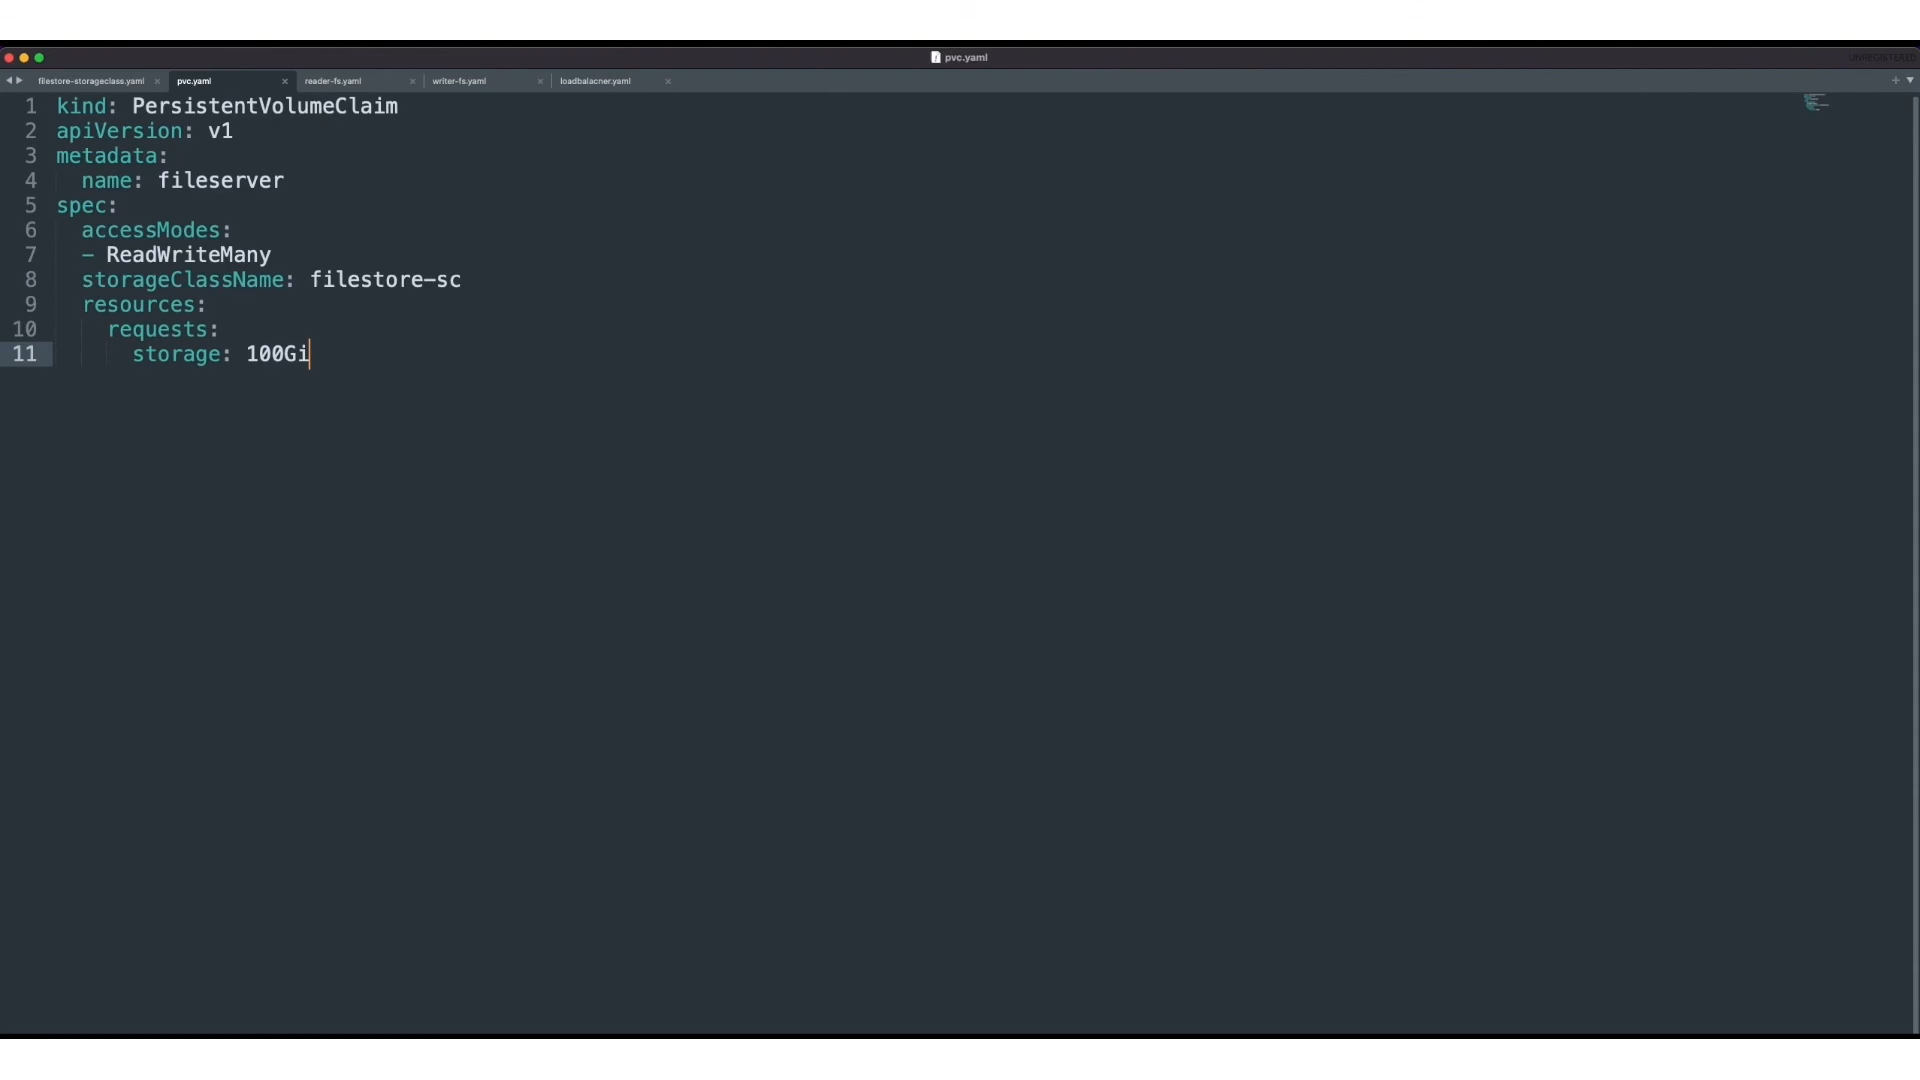 pvc.yaml
UNREGISTERED
filestore-storageclass.yaml
pvc.yaml
reader-fs.yaml
writer-fs.yaml
loadbalacner.yaml
1 kind: PersistentVolumeClaim
2 apiVersion: v1
3 metadata:
4 name: fileserver
5 spec:
6 accessModes:
7 - ReadWriteMany
8 storageClassName: filestore-sc
9 resources:
10 requests:
11 storage: 100Gi